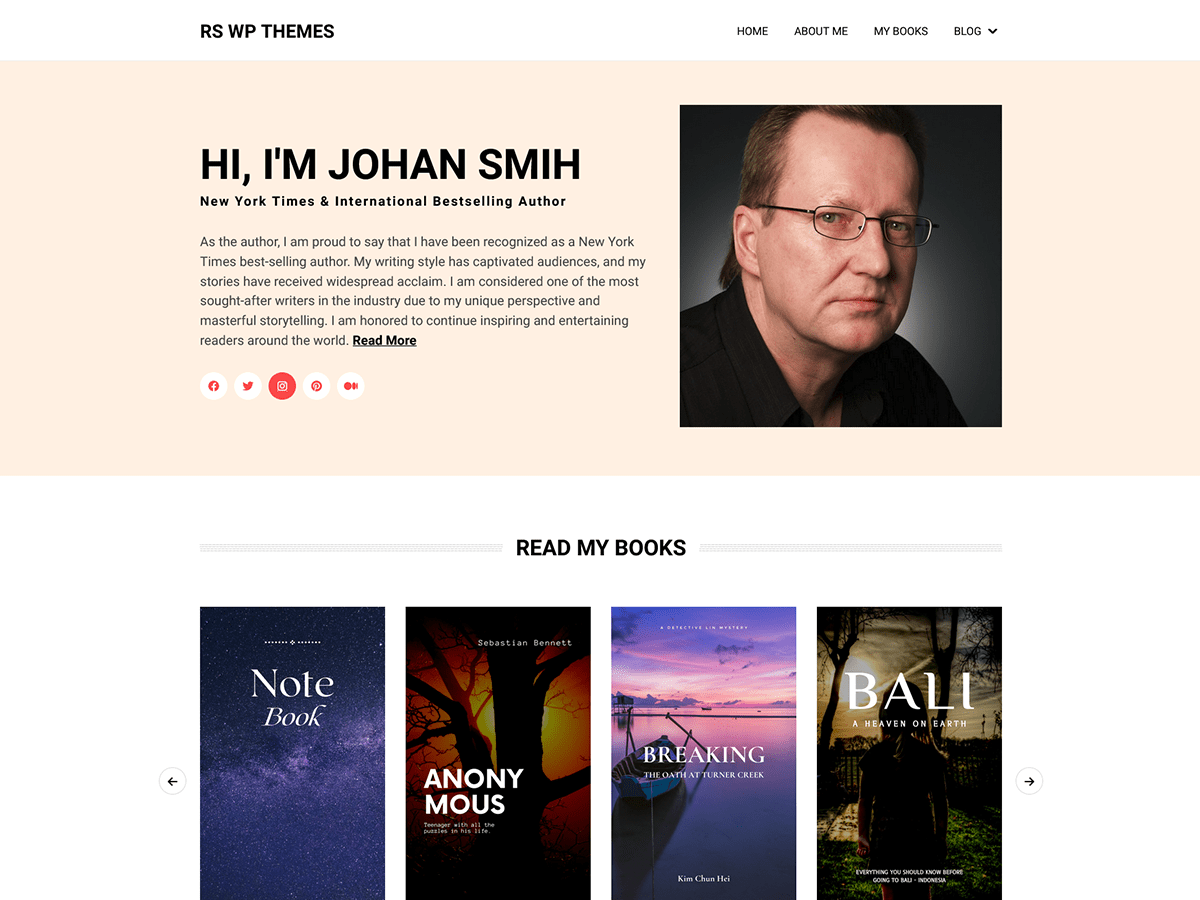 RS WP THEMES
HOME ABOUT ME MY BOOKS BLOG
HI, I'M JOHAN SMIH
New York Times & International Bestselling Author
As the author, I am proud to say that I have been recognized as a New York
Times best-selling author. My writing style has captivated audiences, and my
stories have received widespread acclaim. I am considered one of the most
sought-after writers in the industry due to my unique perspective and
masterful storytelling. I am honored to continue inspiring and entertaining
readers around the world. Read More
READ MY BOOKS
Note
Book
Sebastian Bennett
ANONY
MOUS
Teenager with all the
puzzles in his life.
A DETECTIVE LIN MYSTERY
BREAKING
THE OATH AT TURNER CREEK
Kim Chun Hei
BALI
A HEAVEN ON EARTH
EVERYTHING YOU SHOULD KNOW BEFORE
GOING TO BALI - INDONESIA